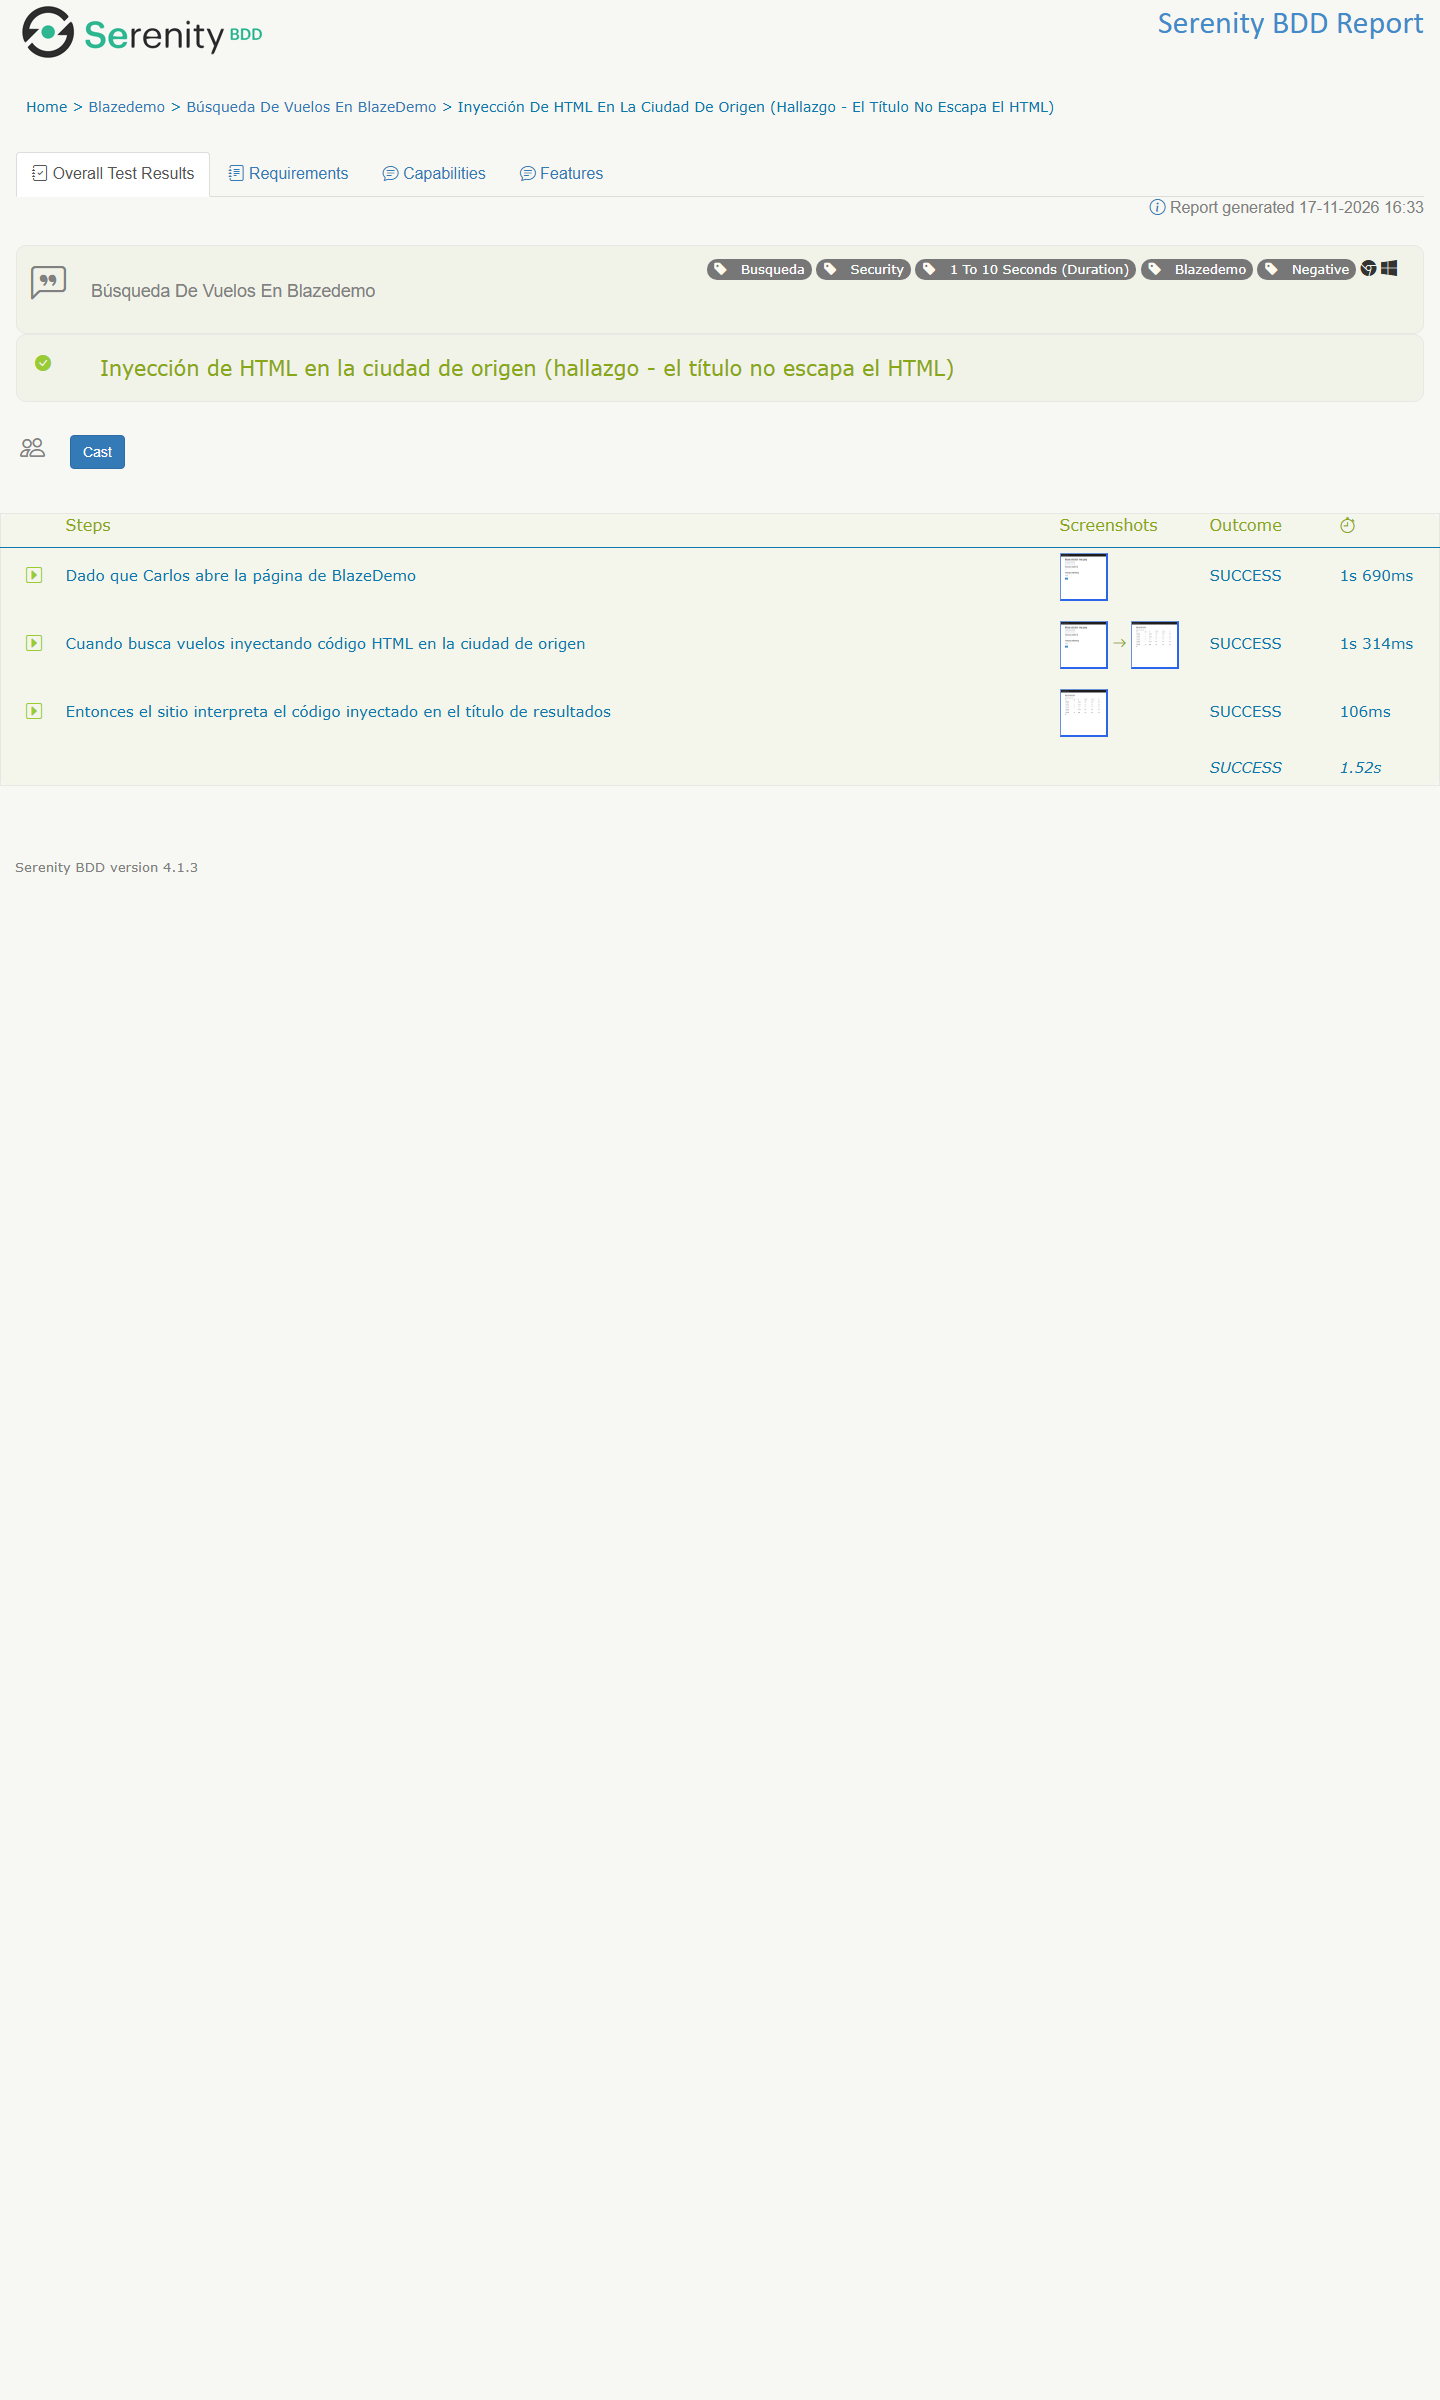 Serenity BDD
Serenity BDD Report
Home > Blazedemo > Búsqueda De Vuelos En BlazeDemo > Inyección De HTML En La Ciudad De Origen (Hallazgo - El Título No Escapa El HTML)
Overall Test Results Requirements Capabilities Features
Report generated 17-11-2026 16:33
Busqueda Security 1 To 10 Seconds (Duration) Blazedemo Negative
Búsqueda De Vuelos En Blazedemo
Inyección de HTML en la ciudad de origen (hallazgo - el título no escapa el HTML)
Cast
Steps Screenshots Outcome
Dado que Carlos abre la página de BlazeDemo SUCCESS 1s 690ms
Cuando busca vuelos inyectando código HTML en la ciudad de origen SUCCESS 1s 314ms
Entonces el sitio interpreta el código inyectado en el título de resultados SUCCESS 106ms
SUCCESS 1.52s
Serenity BDD version 4.1.3